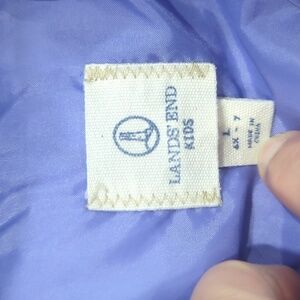 LANDS' END
KIDS
L
6X - 7
MADE IN
CHINA